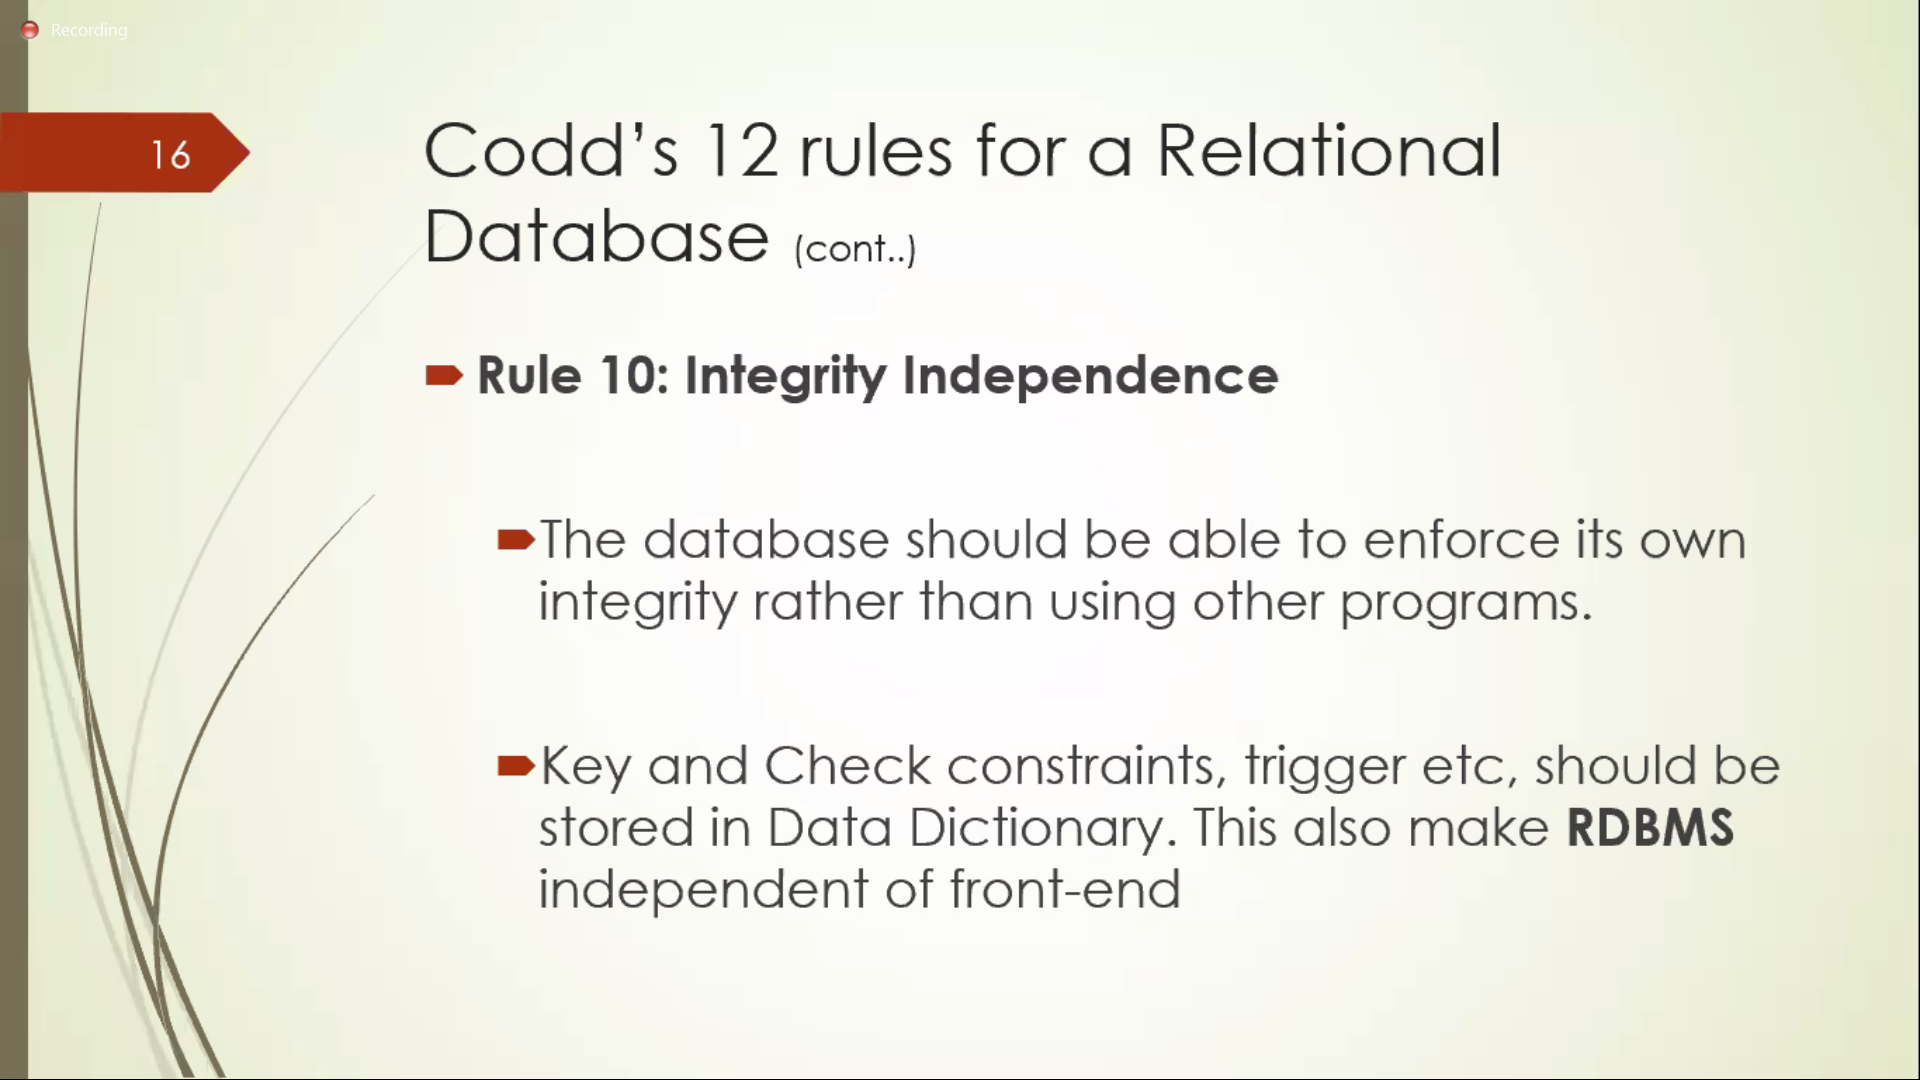 Recording
16
Codd’s 12 rules for a Relational
Database (cont..)
Rule 10: Integrity Independence
The database should be able to enforce its own
integrity rather than using other programs.
Key and Check constraints, trigger etc, should be
stored in Data Dictionary. This also make RDBMS
independent of front-end